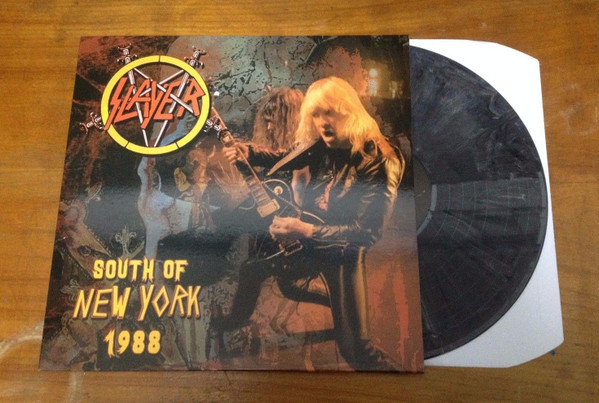 SLAYER
SOUTH OF
NEW YORK
1988